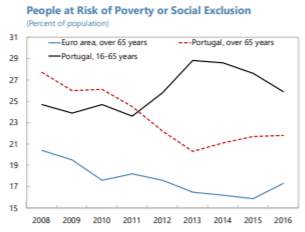 People at Risk of Poverty or Social Exclusion
(Percent of population)
31
Euro area, over 65 years Portugal, over 65 years
29
Portugal, 16-65 years
27
25
23
21
19
17
15
2008 2009 2010 2011 2012 2013 2014 2015 2016